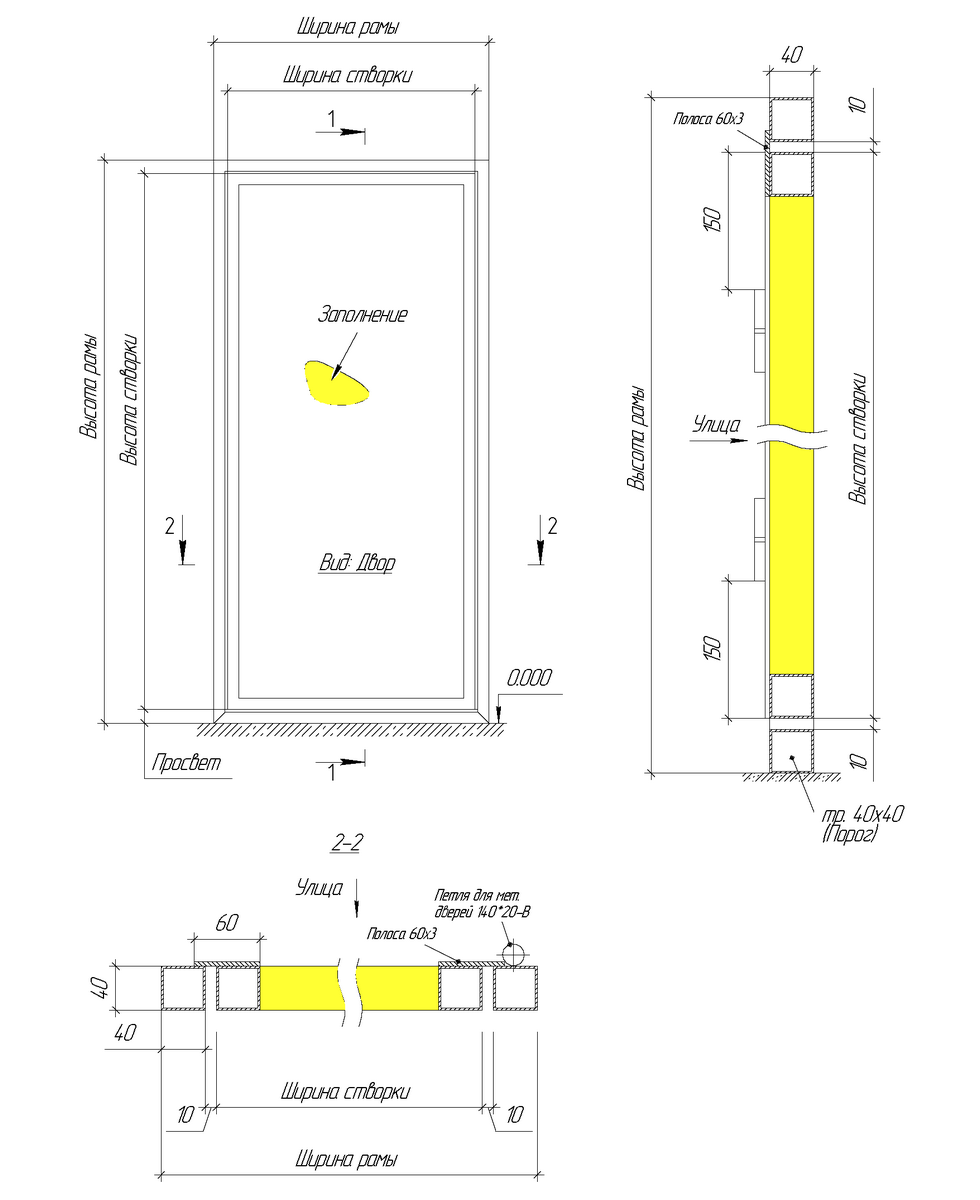 Ширина рамы
Ширина створки
1
Высота рамы
Высота створки
Заполнение
2
2
Вид: Двор
0.000
Просвет
1
40
10
Полоса 60х3
150
Улица
Высота рамы
Высота створки
150
10
тр. 40х40
(Порог)
2-2
Улица
Петля для мет.
дверей 140*20-В
60
Полоса 60х3
40
40
Ширина створки
10
10
Ширина рамы